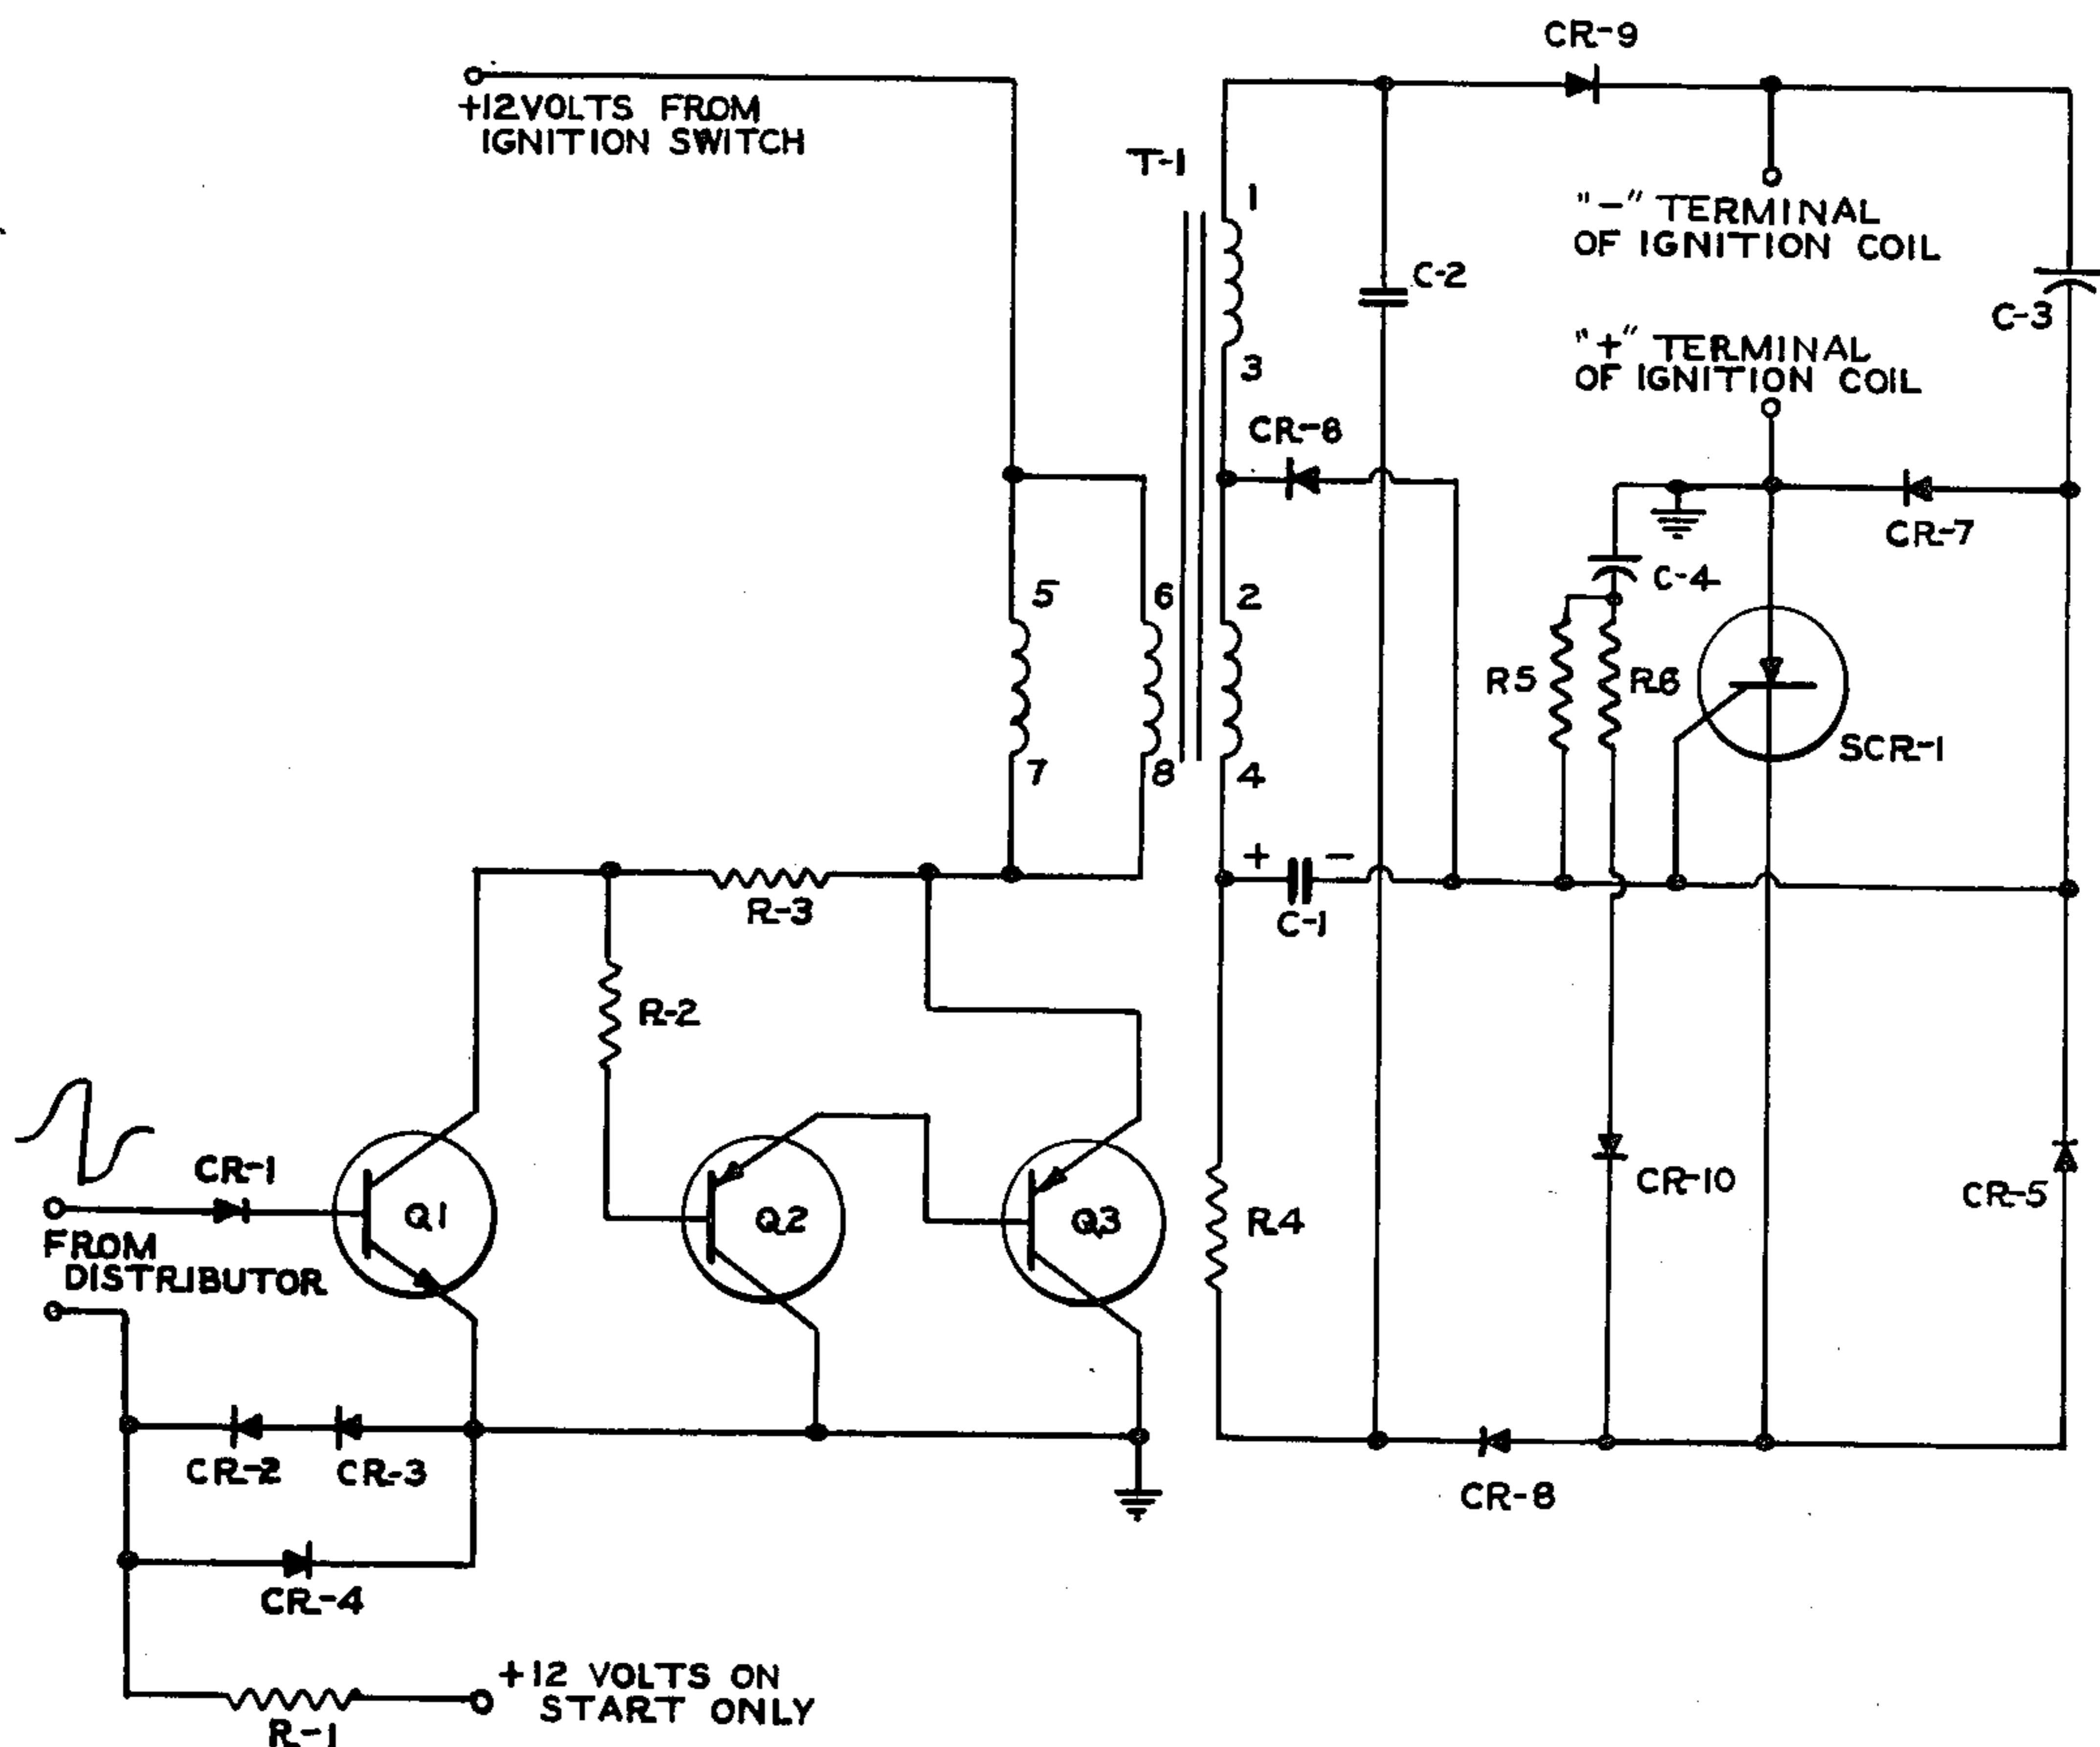 CR-9
+12VOLTS FROM
IGNITION SWITCH
T-1
1
"-" TERMINAL
OF IGNITION COIL
C-2
C-3
"+" TERMINAL
OF IGNITION COIL
3
CR-6
CR-7
C-4
5
6
2
R5
R6
SCR-1
7
8
4
+
-
R-3
C-1
R-2
CR-1
Q1
Q2
Q3
R4
CR-10
CR-5
FROM
DISTRIBUTOR
CR-2
CR-3
CR-8
CR-4
+12 VOLTS ON
START ONLY
R-1